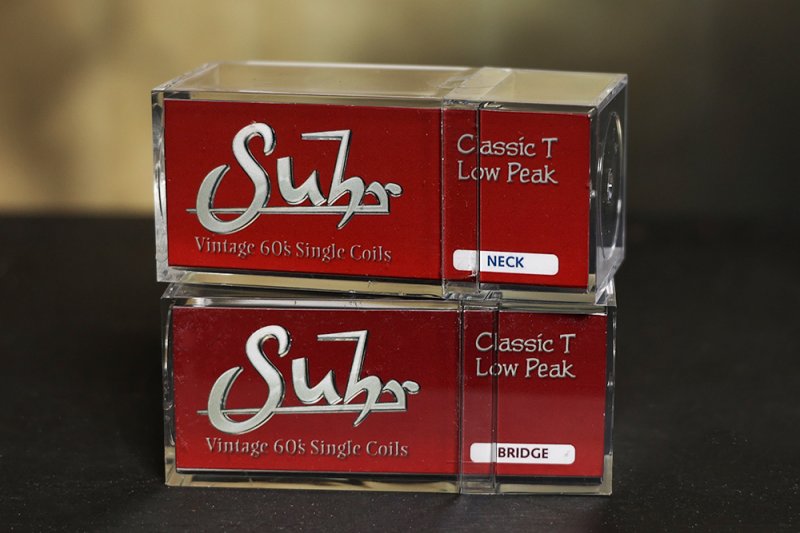 Suhr
Vintage 60's Single Coils
Classic T
Low Peak
NECK
Suhr
Vintage 60's Single Coils
Classic T
Low Peak
BRIDGE